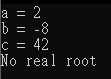 a = 2
b = -8
c = 42
No real root